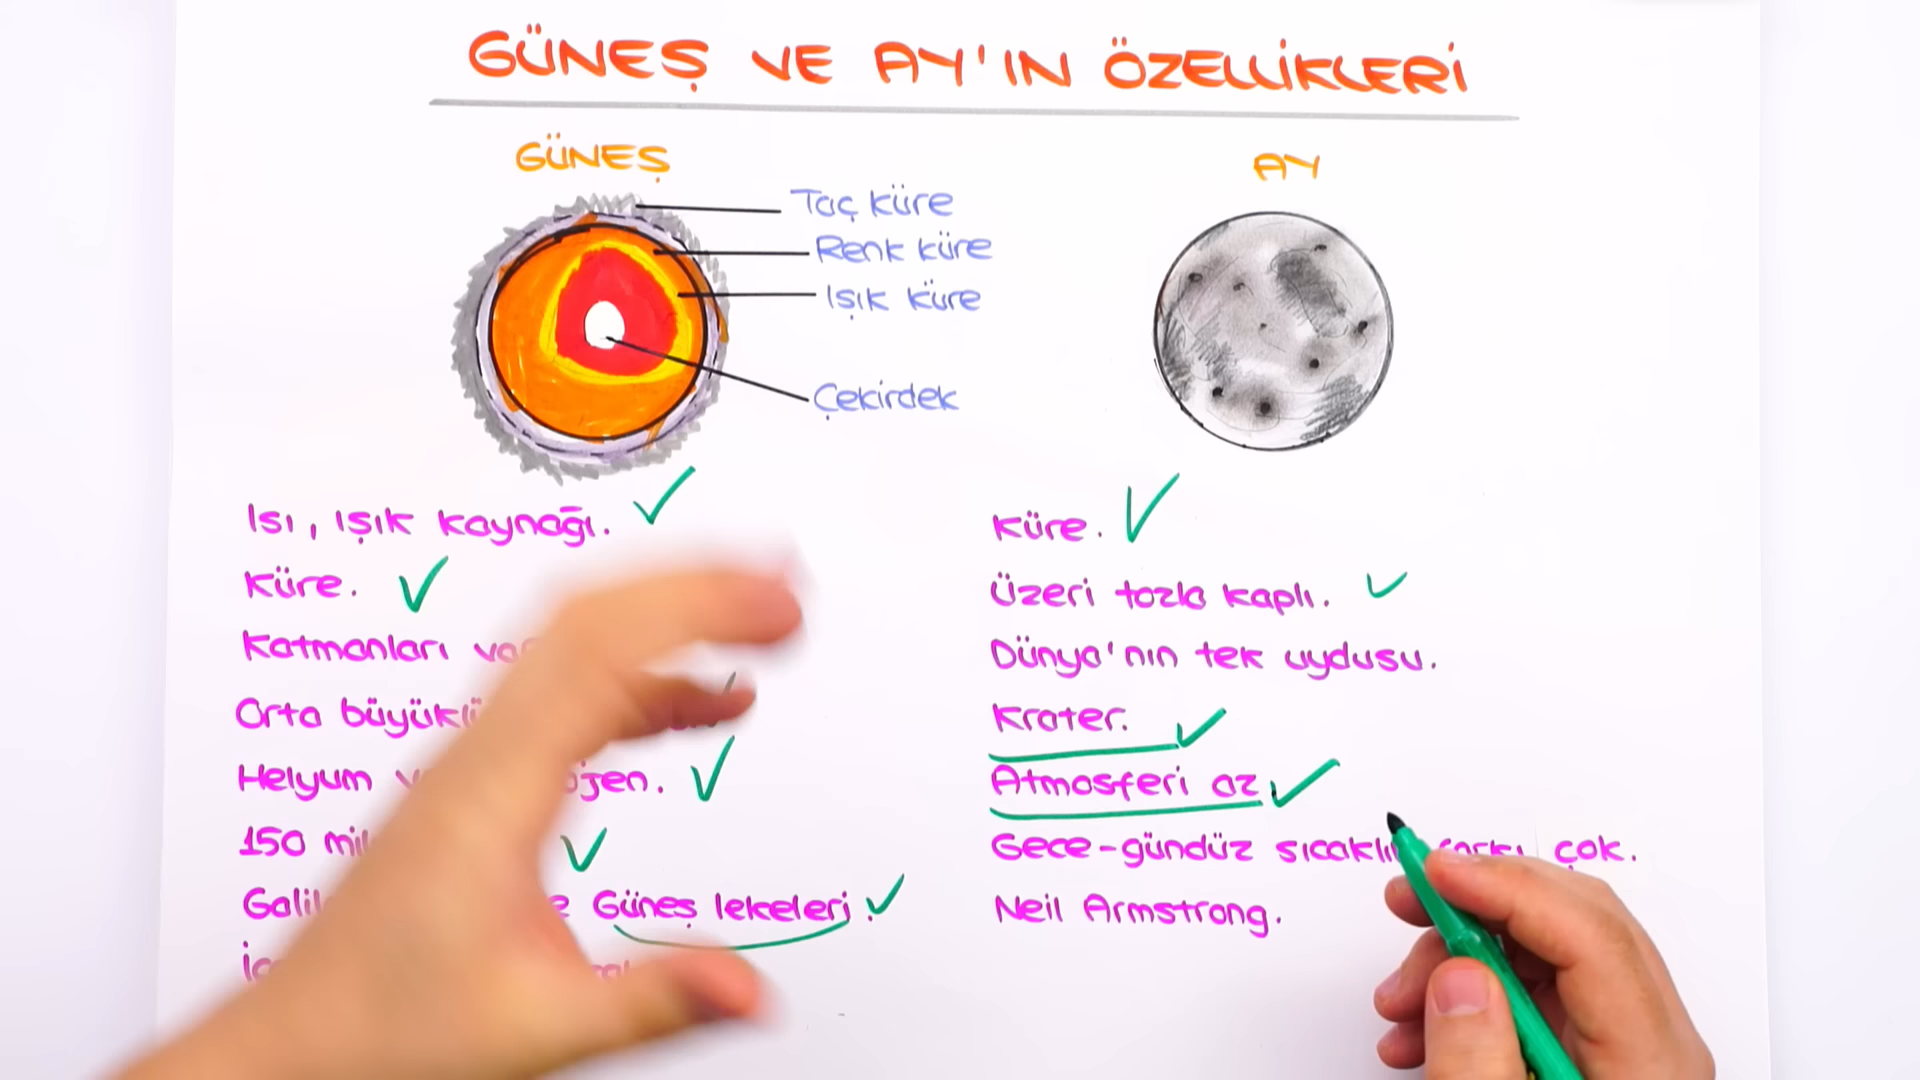 GÜNEŞ VE AY'IN ÖZELLİKLERİ
GÜNEŞ
Taç küre
Renk küre
Işık küre
Çekirdek
Isı, ışık kaynağı.
Küre.
Katmanları
Orta
Helyum
150
Güneş lekeleri.
AY
Küre.
Üzeri tozla kaplı.
Dünya'nın tek uydusu.
Krater.
Atmosferi az
Gece-gündüz sıcaklık farkı çok.
Neil Armstrong.